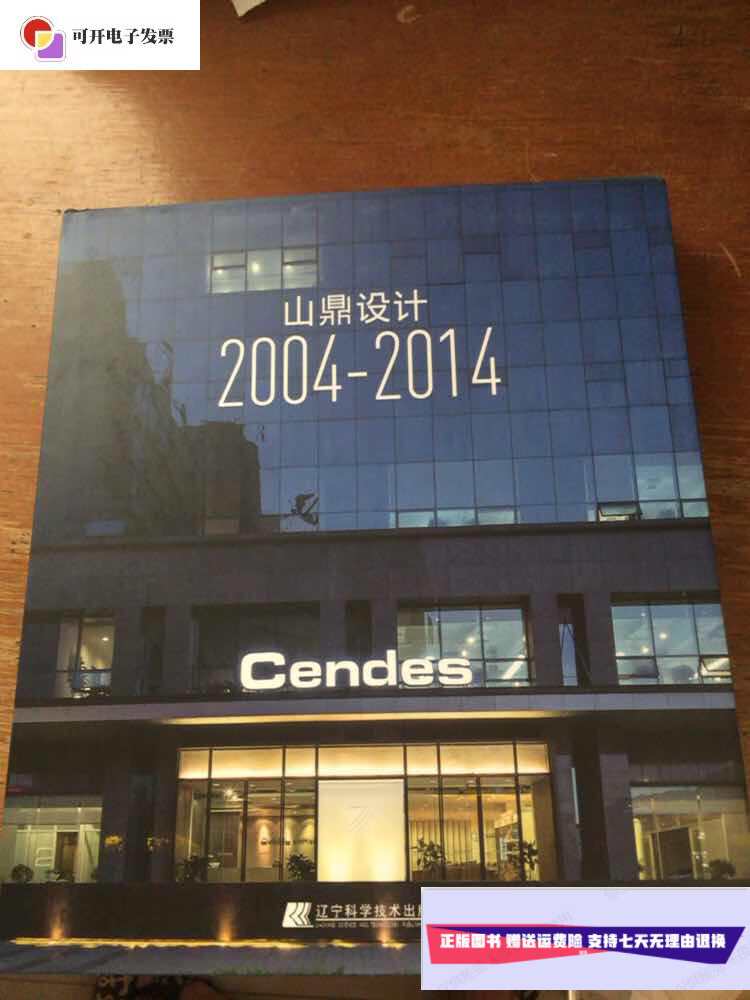 可开电子发票
山鼎设计
2004-2014
Cendes
辽宁科学技术出版
正版图书 赠送运费险 支持七天无理由退换